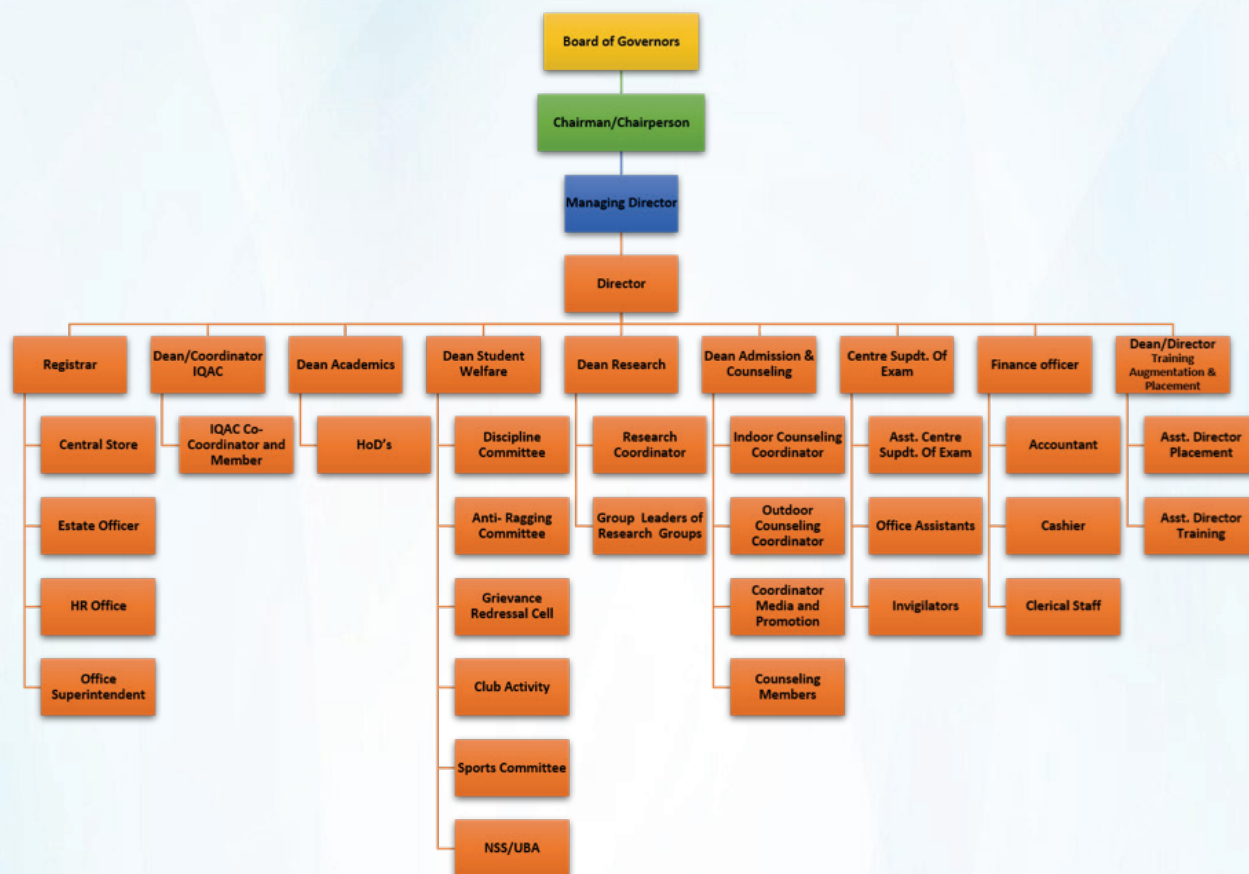 Board of Governors
Chairman/Chairperson
Managing Director
Director
Registrar
Dean/Coordinator
IQAC
Dean Academics
Dean Student
Welfare
Dean Research
Dean Admission &
Counseling
Centre Supdt. Of
Exam
Finance officer
Dean/Director
Training
Augmentation &
Placement
Central Store
IQAC Co-
Coordinator and
Member
HoD's
Discipline
Committee
Research
Coordinator
Indoor Counseling
Coordinator
Asst. Centre
Supdt. Of Exam
Accountant
Asst. Director
Placement
Estate Officer
Anti- Ragging
Committee
Group Leaders of
Research Groups
Outdoor
Counseling
Coordinator
Office Assistants
Cashier
Asst. Director
Training
HR Office
Grievance
Redressal Cell
Coordinator
Media and
Promotion
Invigilators
Clerical Staff
Office
Superintendent
Club Activity
Counseling
Members
Sports Committee
NSS/UBA